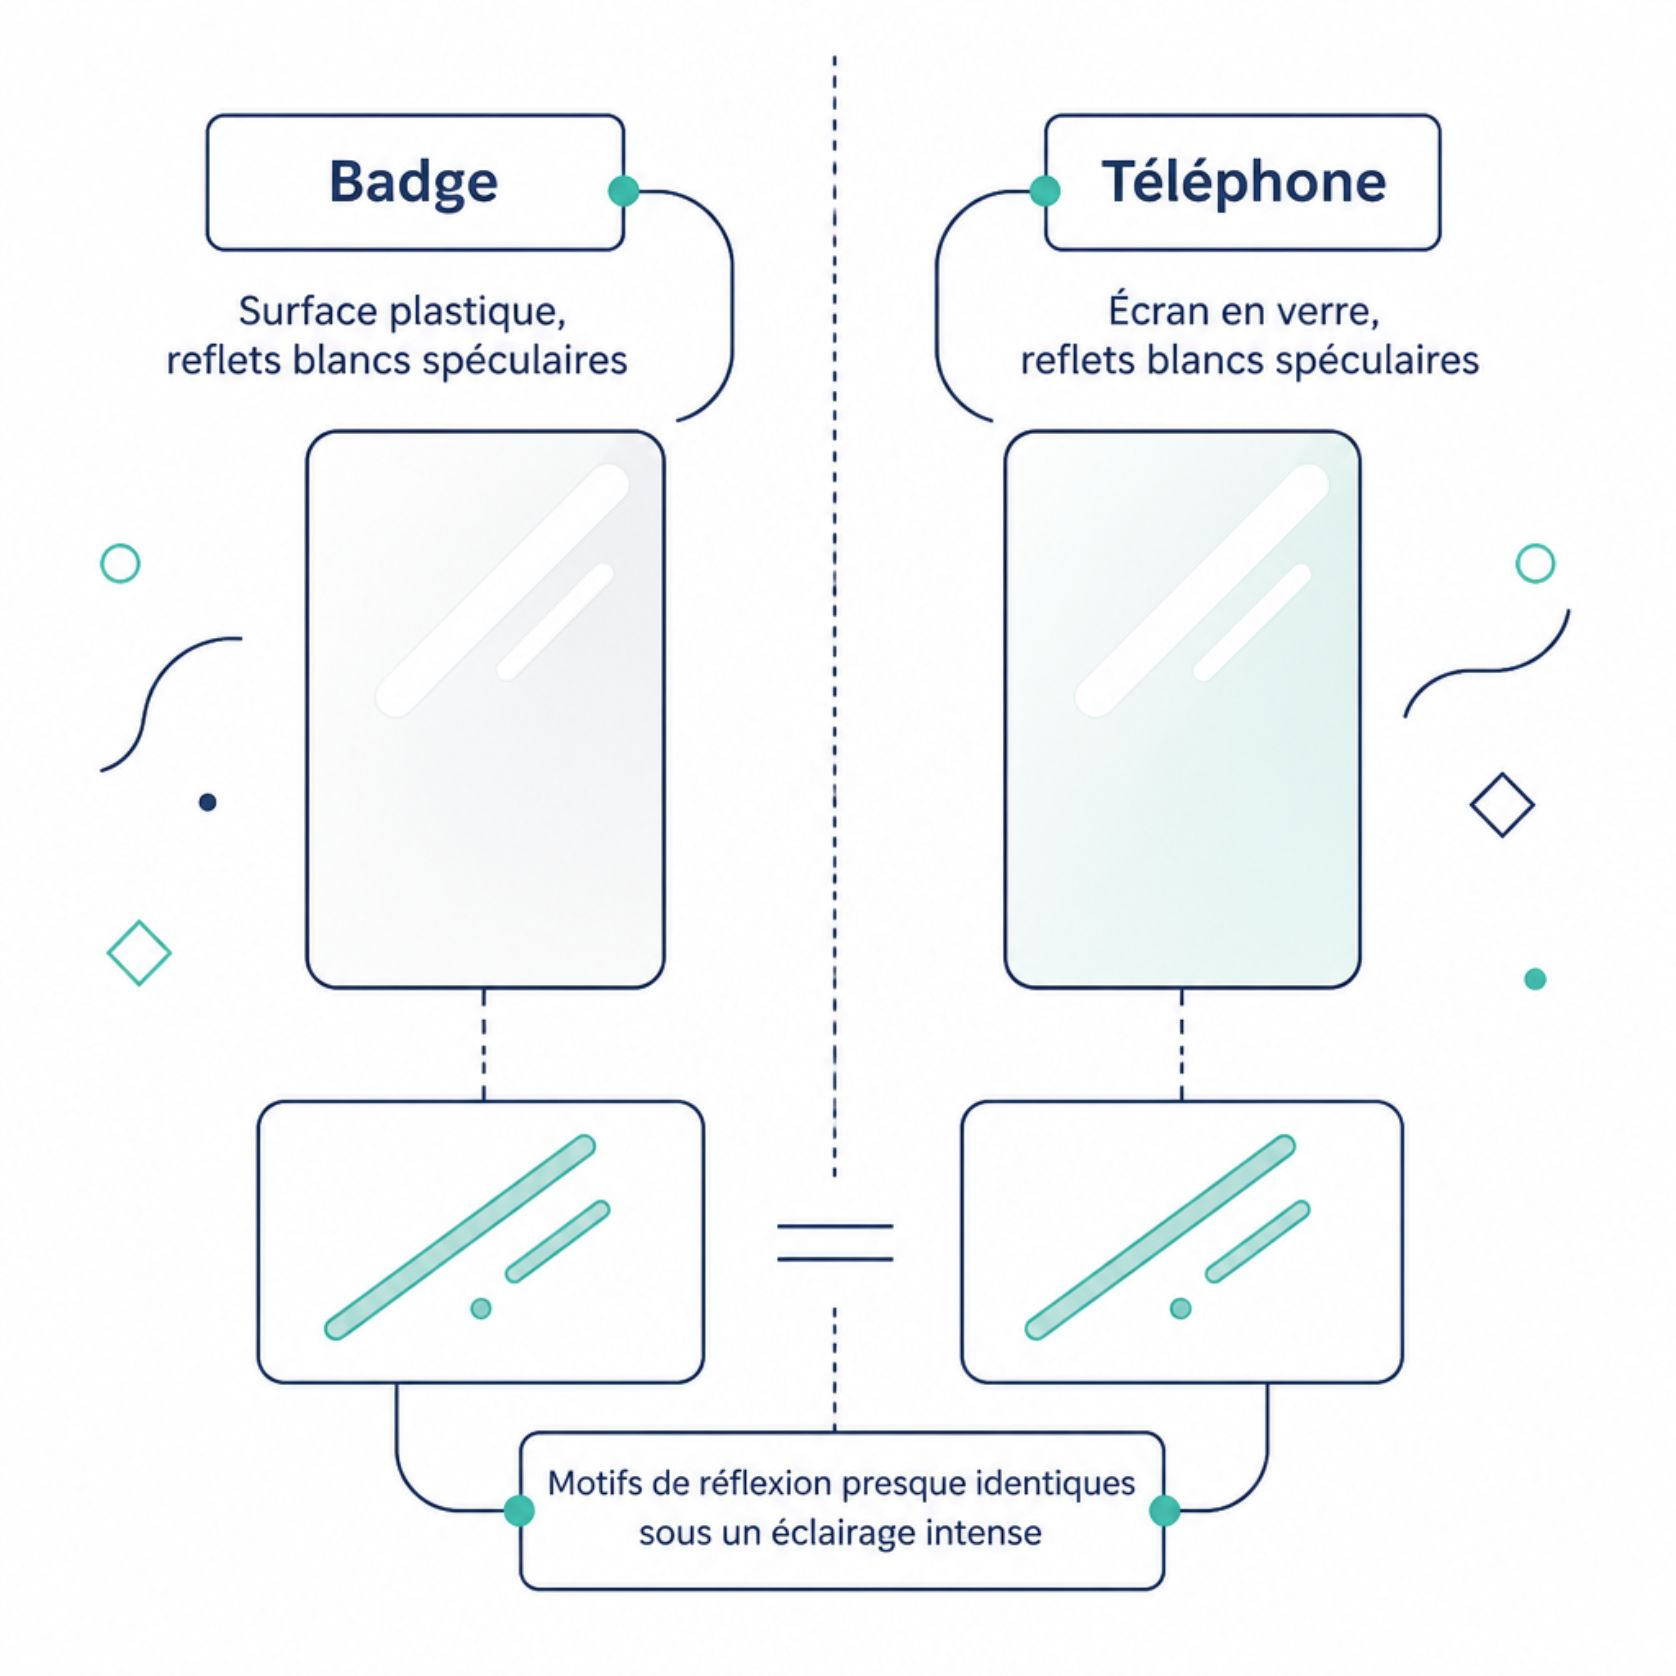 Badge
Surface plastique,
reflets blancs spéculaires
Téléphone
Écran en verre,
reflets blancs spéculaires
Motifs de réflexion presque identiques
sous un éclairage intense